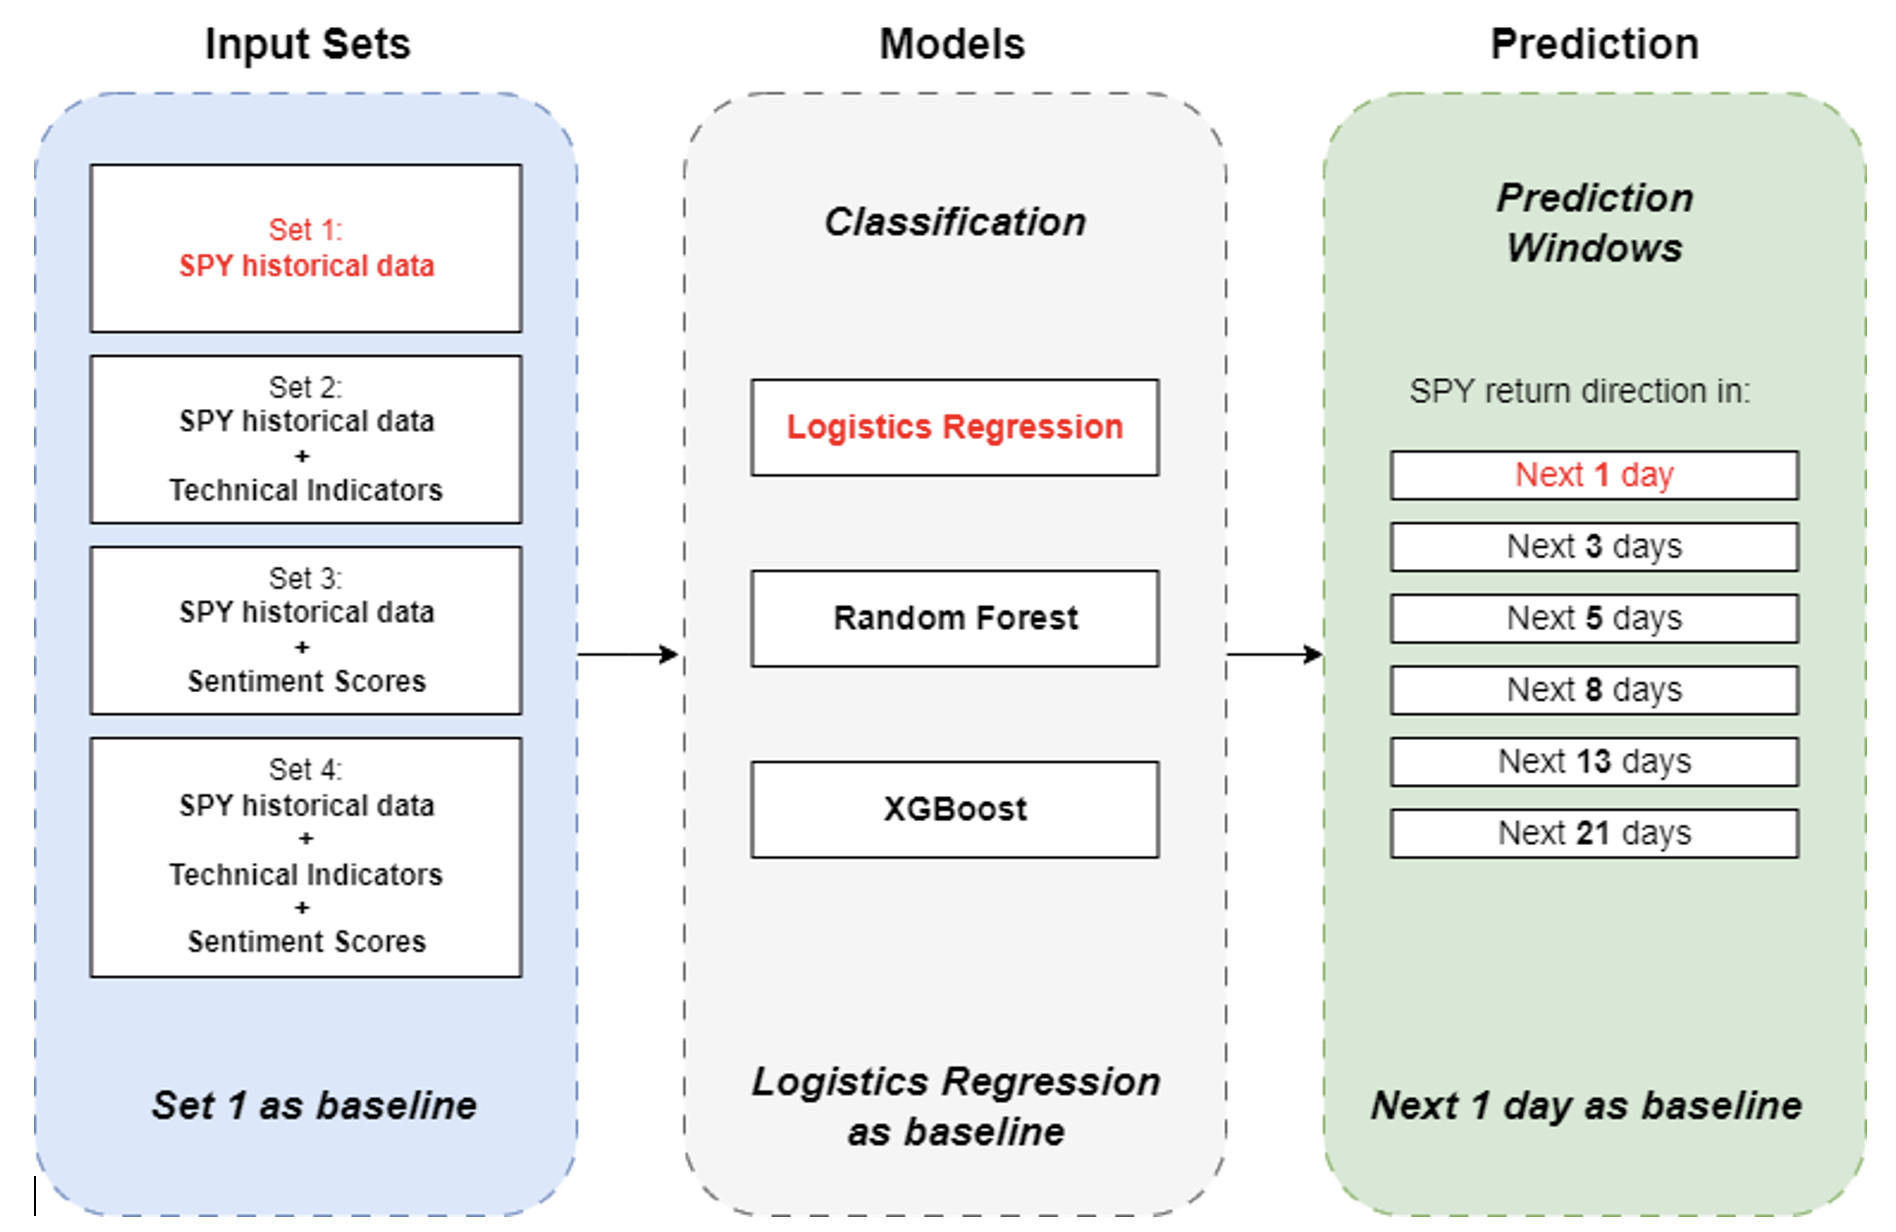 Input Sets
Set 1:
SPY historical data
Set 2:
SPY historical data
+
Technical Indicators
Set 3:
SPY historical data
+
Sentiment Scores
Set 4:
SPY historical data
+
Technical Indicators
+
Sentiment Scores
Set 1 as baseline
Models
Classification
Logistics Regression
Random Forest
XGBoost
Logistics Regression
as baseline
Prediction
Prediction
Windows
SPY return direction in:
Next 1 day
Next 3 days
Next 5 days
Next 8 days
Next 13 days
Next 21 days
Next 1 day as baseline